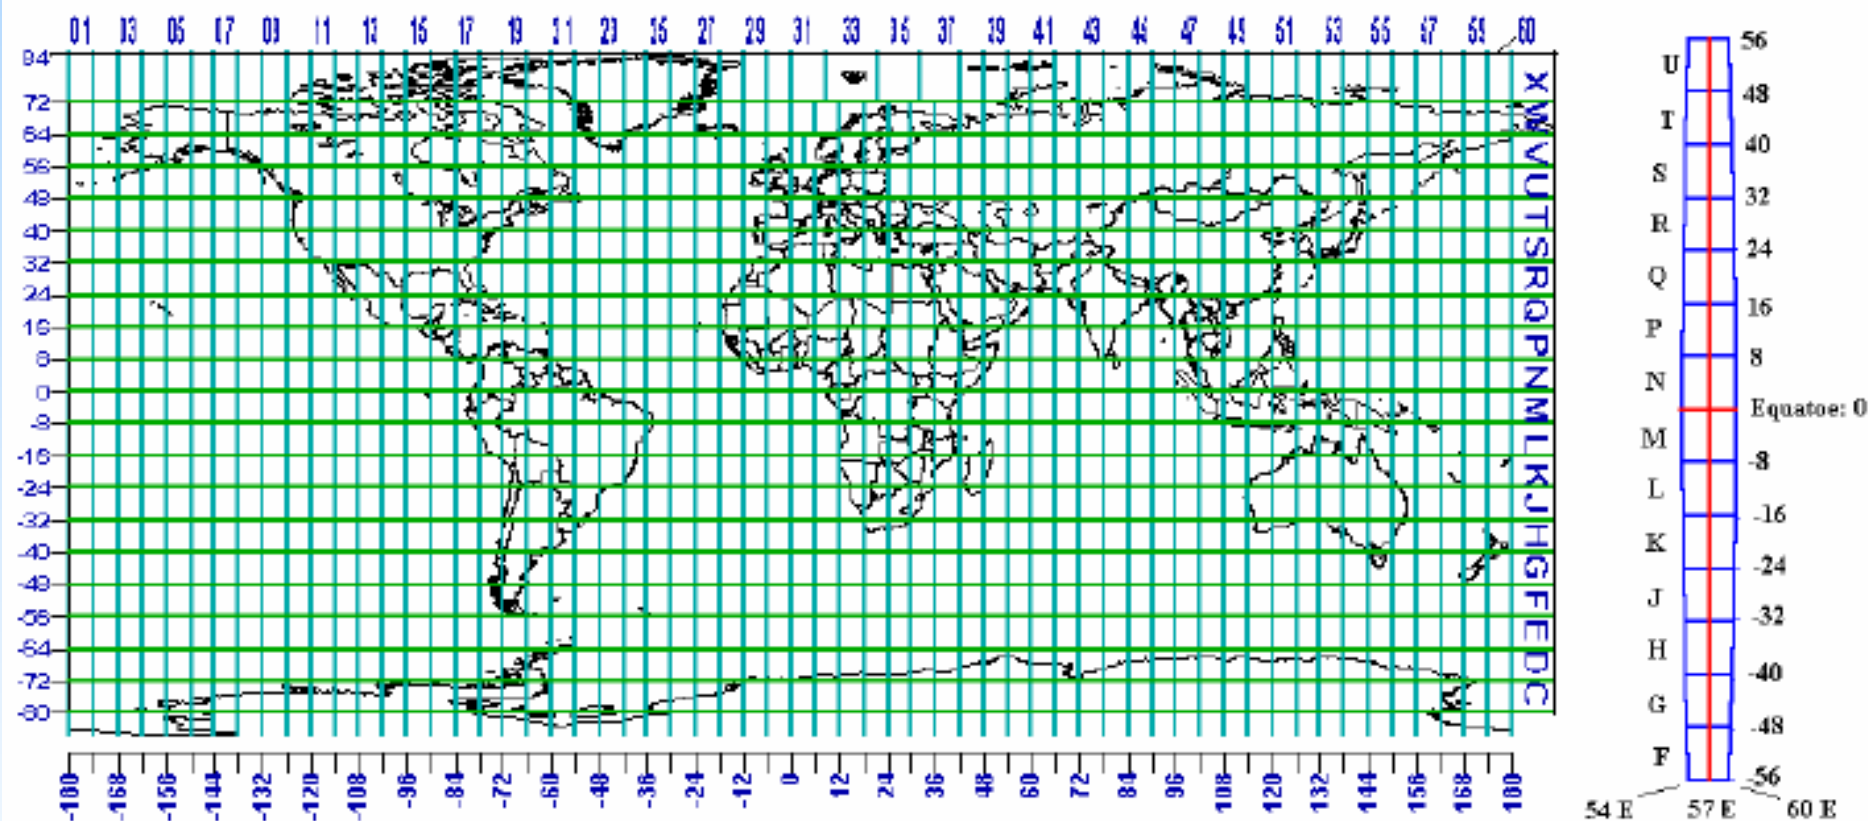 01 03 05 07 09 11 13 15 17 19 21 23 25 27 29 31 33 35 37 39 41 43 45 47 49 51 53 55 57 59 60
84
72
64
56
48
40
32
24
16
8
0
-8
-16
-24
-32
-40
-48
-56
-64
-72
-80
X
W
V
U
T
S
R
Q
P
N
M
L
K
J
H
G
F
E
D
C
-180 -168 -156 -144 -132 -120 -108 -96 -84 -72 -60 -48 -36 -24 -12 0 12 24 36 48 60 72 84 96 108 120 132 144 156 168 180
56
U
48
T
40
S
32
R
24
Q
16
P
8
N
Equatoe: 0
M
-8
L
-16
K
-24
J
-32
H
-40
G
-48
F
-56
54 E 57 E 60 E